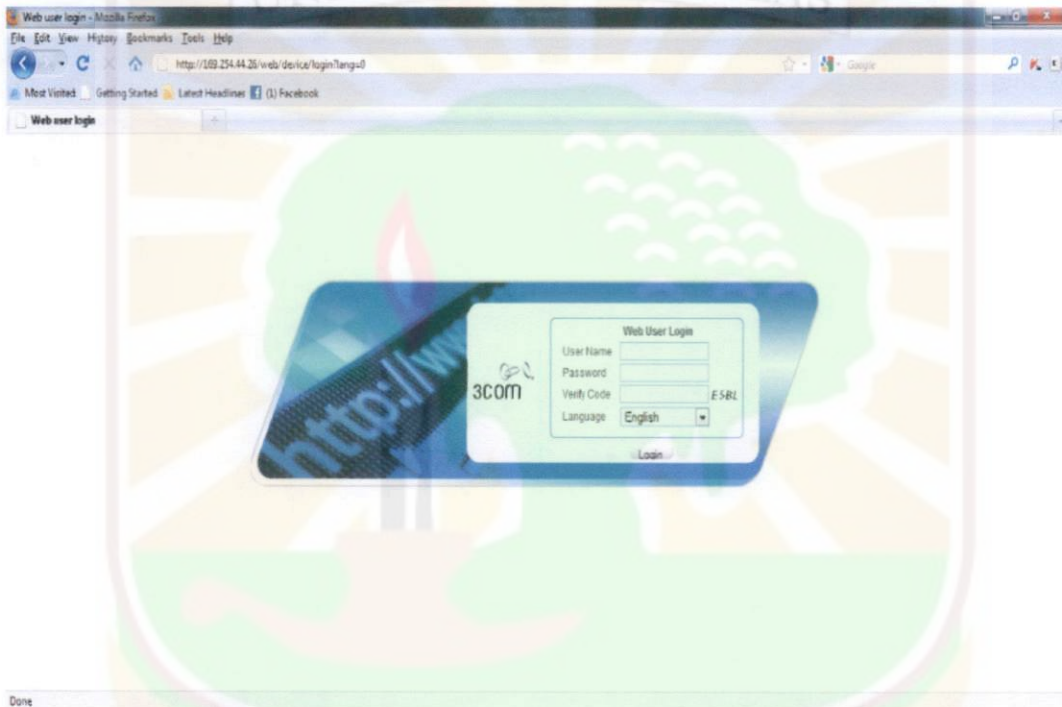 Web user login - Mozilla Firefox
File Edit View History Bookmarks Tools Help
http://169.254.44.26/web/device/login?lang=0
Google
Most Visited Getting Started Latest Headlines (1) Facebook
Web user login
http://www
3com
Web User Login
User Name
Password
Verify Code E5BL
Language English
Login
Done